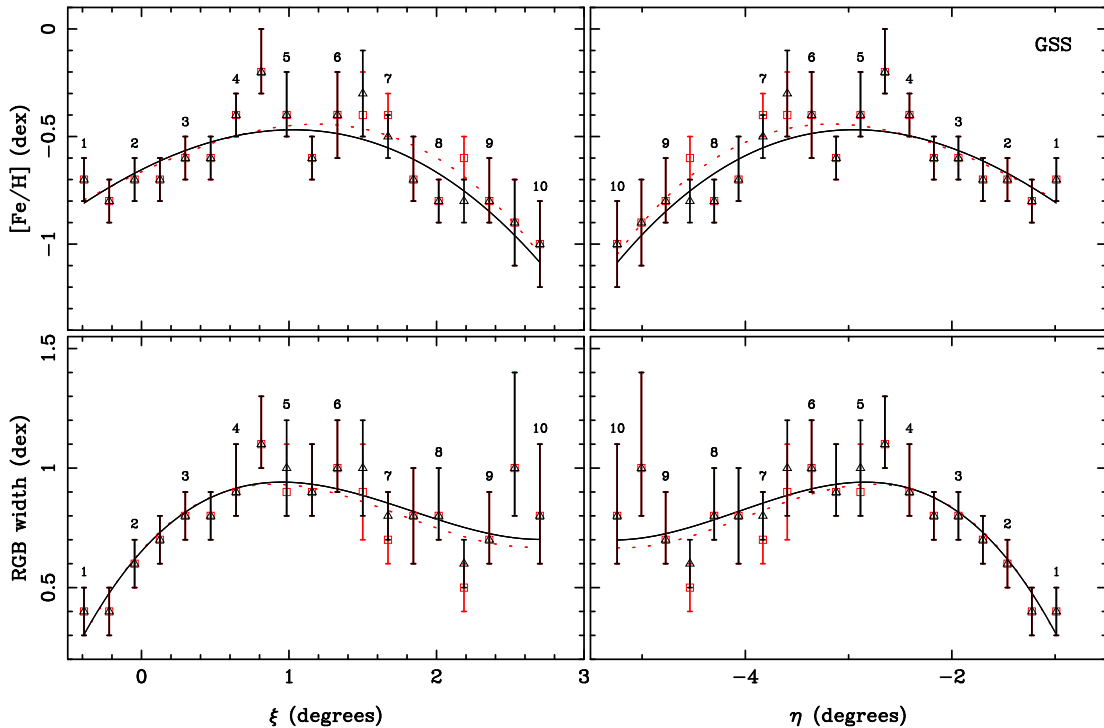 GSS
[Fe/H] (dex)
0
−0.5
−1
1 2 3 4 5 6 7 8 9 10
10 9 8 7 6 5 4 3 2 1
RGB width (dex)
1.5
1
0.5
1 2 3 4 5 6 7 8 9 10
10 9 8 7 6 5 4 3 2 1
0 1 2 3
−4 −2
ξ (degrees)
η (degrees)